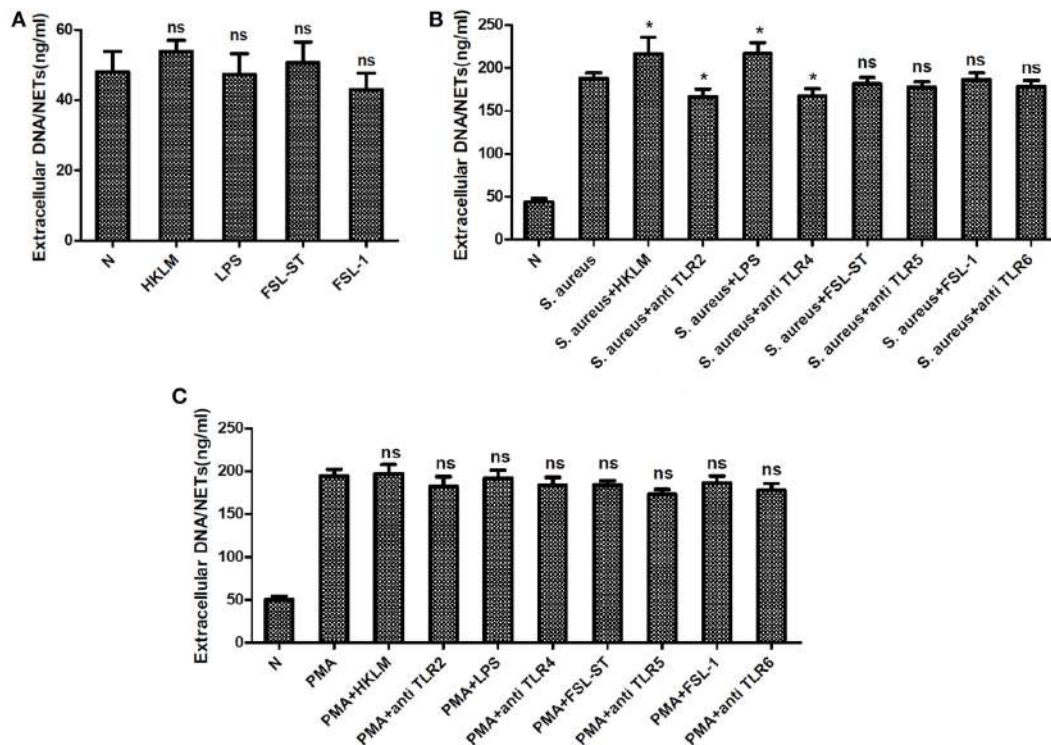 A
Extracellular DNA/NETs(ng/ml)
60
40
20
0
ns
ns
ns
ns
N
HKLM
LPS
FSL-ST
FSL-1
B
Extracellular DNA/NETs(ng/ml)
250
200
150
100
50
0
*
*
*
*
ns
ns
ns
ns
N
S. aureus
S. aureus+HKLM
S. aureus+anti TLR2
S. aureus+LPS
S. aureus+anti TLR4
S. aureus+FSL-ST
S. aureus+anti TLR5
S. aureus+FSL-1
S. aureus+anti TLR6
C
Extracellular DNA/NETs(ng/ml)
250
200
150
100
50
0
ns
ns
ns
ns
ns
ns
ns
ns
N
PMA
PMA+HKLM
PMA+anti TLR2
PMA+LPS
PMA+anti TLR4
PMA+FSL-ST
PMA+anti TLR5
PMA+FSL-1
PMA+anti TLR6